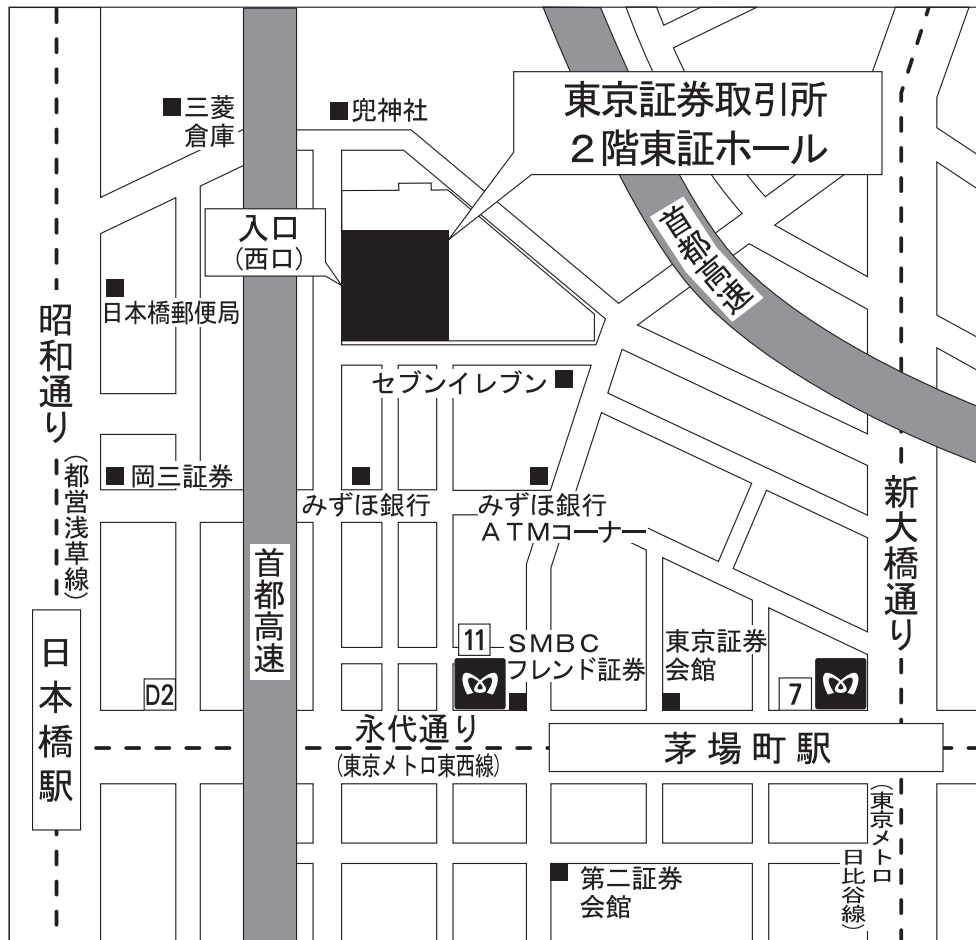 三菱
倉庫
兜神社
東京証券取引所
2階東証ホール
入口
(西口)
首都高速
日本橋郵便局
昭和通り
(都営浅草線)
セブンイレブン
岡三証券
みずほ銀行
みずほ銀行
ATMコーナー
新大橋通り
首都高速
日本橋駅
D2
11
SMBC
フレンド証券
東京証券
会館
7
永代通り
(東京メトロ東西線)
茅場町駅
(東京メトロ
日比谷線)
第二証券
会館